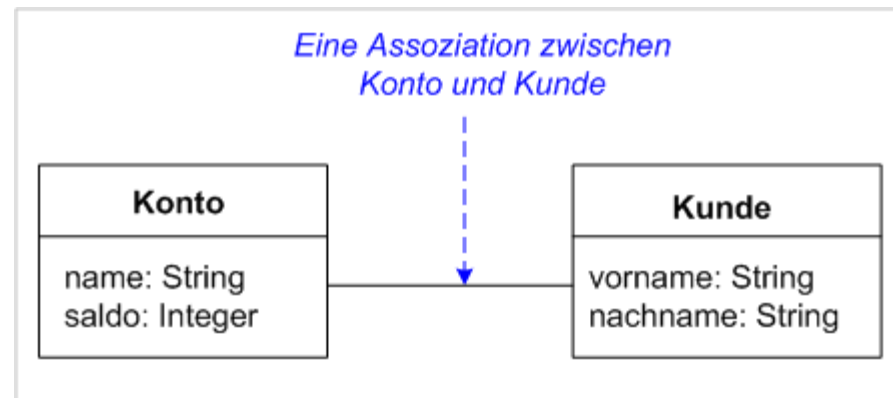 Eine Assoziation zwischen
Konto und Kunde
Konto
name: String
saldo: Integer
Kunde
vorname: String
nachname: String